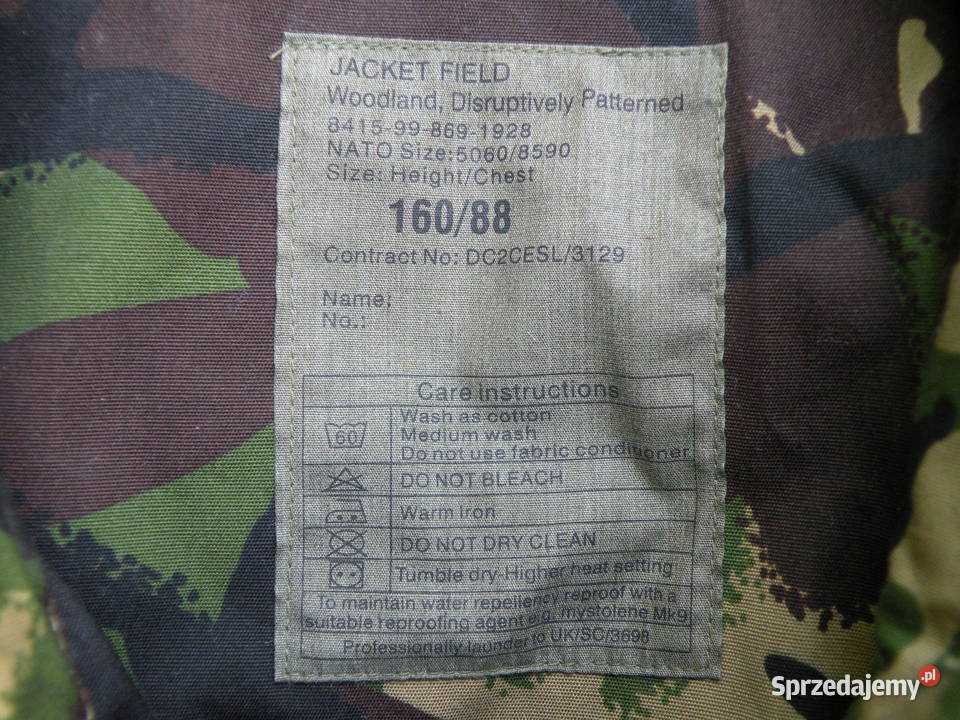 JACKET FIELD
Woodland, Disruptively Patterned
8415-99-869-1928
NATO Size:5060/8590
Size: Height/Chest
160/88
Contract No: DC2CESL/3129
Name:
No.:
Care instructions
60
Wash as cotton
Medium wash
Do not use fabric conditioner
DO NOT BLEACH
Warm iron
DO NOT DRY CLEAN
Tumble dry-Higher heat setting
To maintain water repellency reproof with a
suitable reproofing agent e.g. mystolene Mk9
Professionally launder to UK/SC/3698
Sprzedajemy.pl